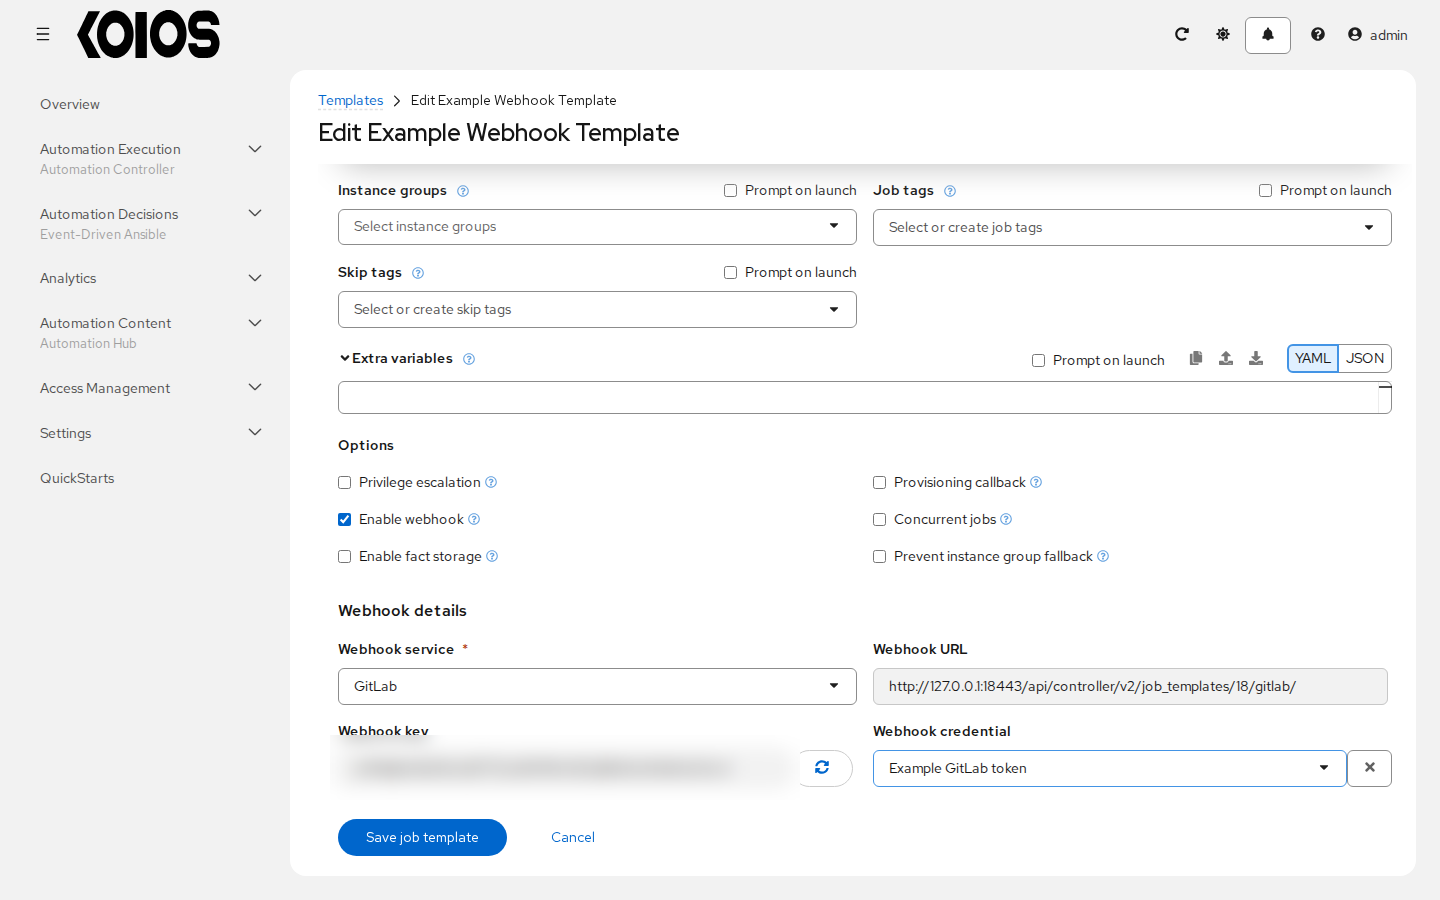 KOIOS
admin
Overview
Automation Execution
Automation Controller
Automation Decisions
Event-Driven Ansible
Analytics
Automation Content
Automation Hub
Access Management
Settings
QuickStarts
Templates > Edit Example Webhook Template
Edit Example Webhook Template
Instance groups Prompt on launch
Select instance groups
Job tags Prompt on launch
Select or create job tags
Skip tags Prompt on launch
Select or create skip tags
Extra variables Prompt on launch YAML JSON
Options
Privilege escalation
Provisioning callback
Enable webhook
Concurrent jobs
Enable fact storage
Prevent instance group fallback
Webhook details
Webhook service *
GitLab
Webhook URL
http://127.0.0.1:18443/api/controller/v2/job_templates/18/gitlab/
Webhook key
Webhook credential
Example GitLab token
Save job template Cancel